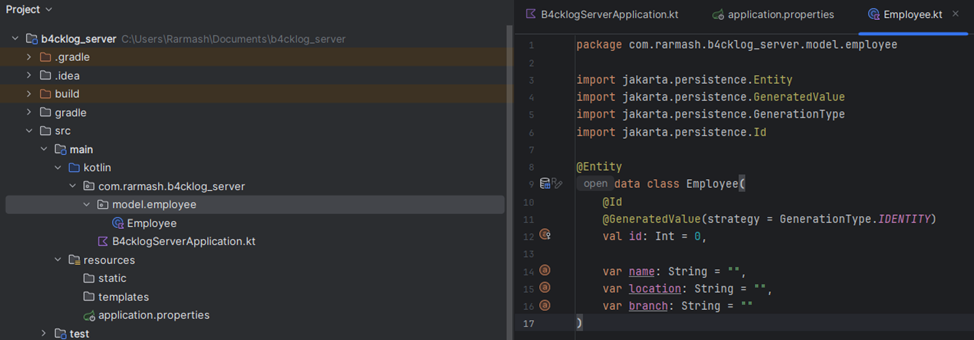 Project
b4cklog_server C:\Users\Rarmash\Documents\b4cklog_server
.gradle
.idea
build
gradle
src
main
kotlin
com.rarmash.b4cklog_server
model.employee
Employee
B4cklogServerApplication.kt
resources
static
templates
application.properties
test
B4cklogServerApplication.kt application.properties Employee.kt
1 package com.rarmash.b4cklog_server.model.employee
2
3 import jakarta.persistence.Entity
4 import jakarta.persistence.GeneratedValue
5 import jakarta.persistence.GenerationType
6 import jakarta.persistence.Id
7
8 @Entity
9 open data class Employee(
10 @Id
11 @GeneratedValue(strategy = GenerationType.IDENTITY)
12 val id: Int = 0,
13
14 var name: String = "",
15 var location: String = "",
16 var branch: String = ""
17 )